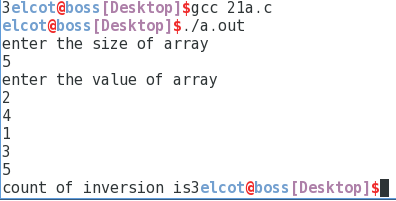 3elcot@boss[Desktop]$gcc 21a.c
elcot@boss[Desktop]$./a.out
enter the size of array
5
enter the value of array
2
4
1
3
5
count of inversion is3elcot@boss[Desktop]$